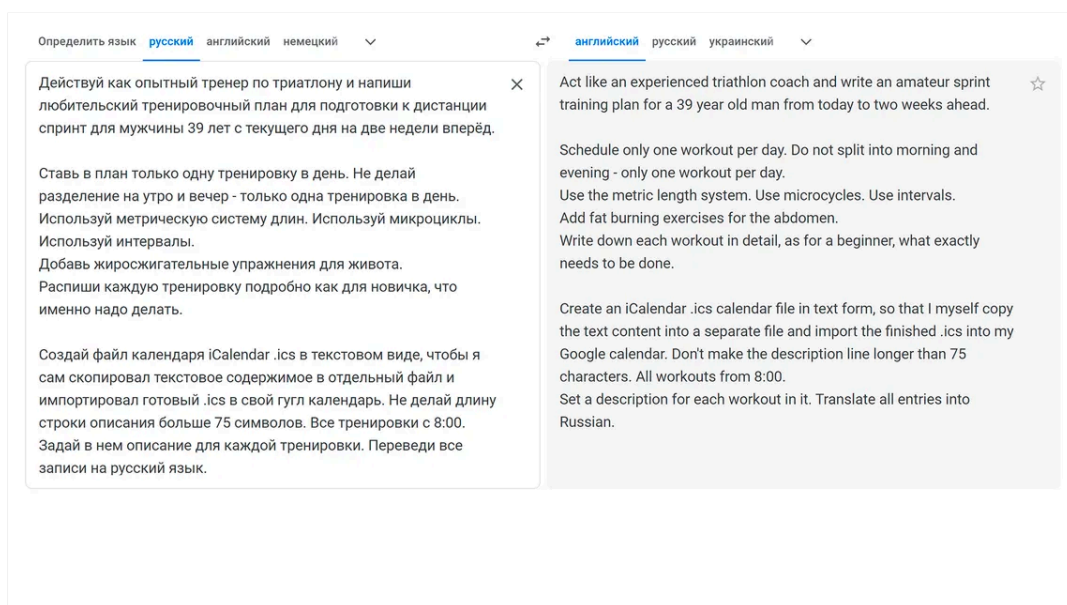 Определить язык русский английский немецкий
английский русский украинский
Действуй как опытный тренер по триатлону и напиши
любительский тренировочный план для подготовки к дистанции
спринт для мужчины 39 лет с текущего дня на две недели вперёд.
Ставь в план только одну тренировку в день. Не делай
разделение на утро и вечер - только одна тренировка в день.
Используй метрическую систему длин. Используй микроциклы.
Используй интервалы.
Добавь жиросжигательные упражнения для живота.
Распиши каждую тренировку подробно как для новичка, что
именно надо делать.
Создай файл календаря iCalendar .ics в текстовом виде, чтобы я
сам скопировал текстовое содержимое в отдельный файл и
импортировал готовый .ics в свой гугл календарь. Не делай длину
строки описания больше 75 символов. Все тренировки с 8:00.
Задай в нем описание для каждой тренировки. Переведи все
записи на русский язык.
Act like an experienced triathlon coach and write an amateur sprint
training plan for a 39 year old man from today to two weeks ahead.
Schedule only one workout per day. Do not split into morning and
evening - only one workout per day.
Use the metric length system. Use microcycles. Use intervals.
Add fat burning exercises for the abdomen.
Write down each workout in detail, as for a beginner, what exactly
needs to be done.
Create an iCalendar .ics calendar file in text form, so that I myself copy
the text content into a separate file and import the finished .ics into my
Google calendar. Don't make the description line longer than 75
characters. All workouts from 8:00.
Set a description for each workout in it. Translate all entries into
Russian.